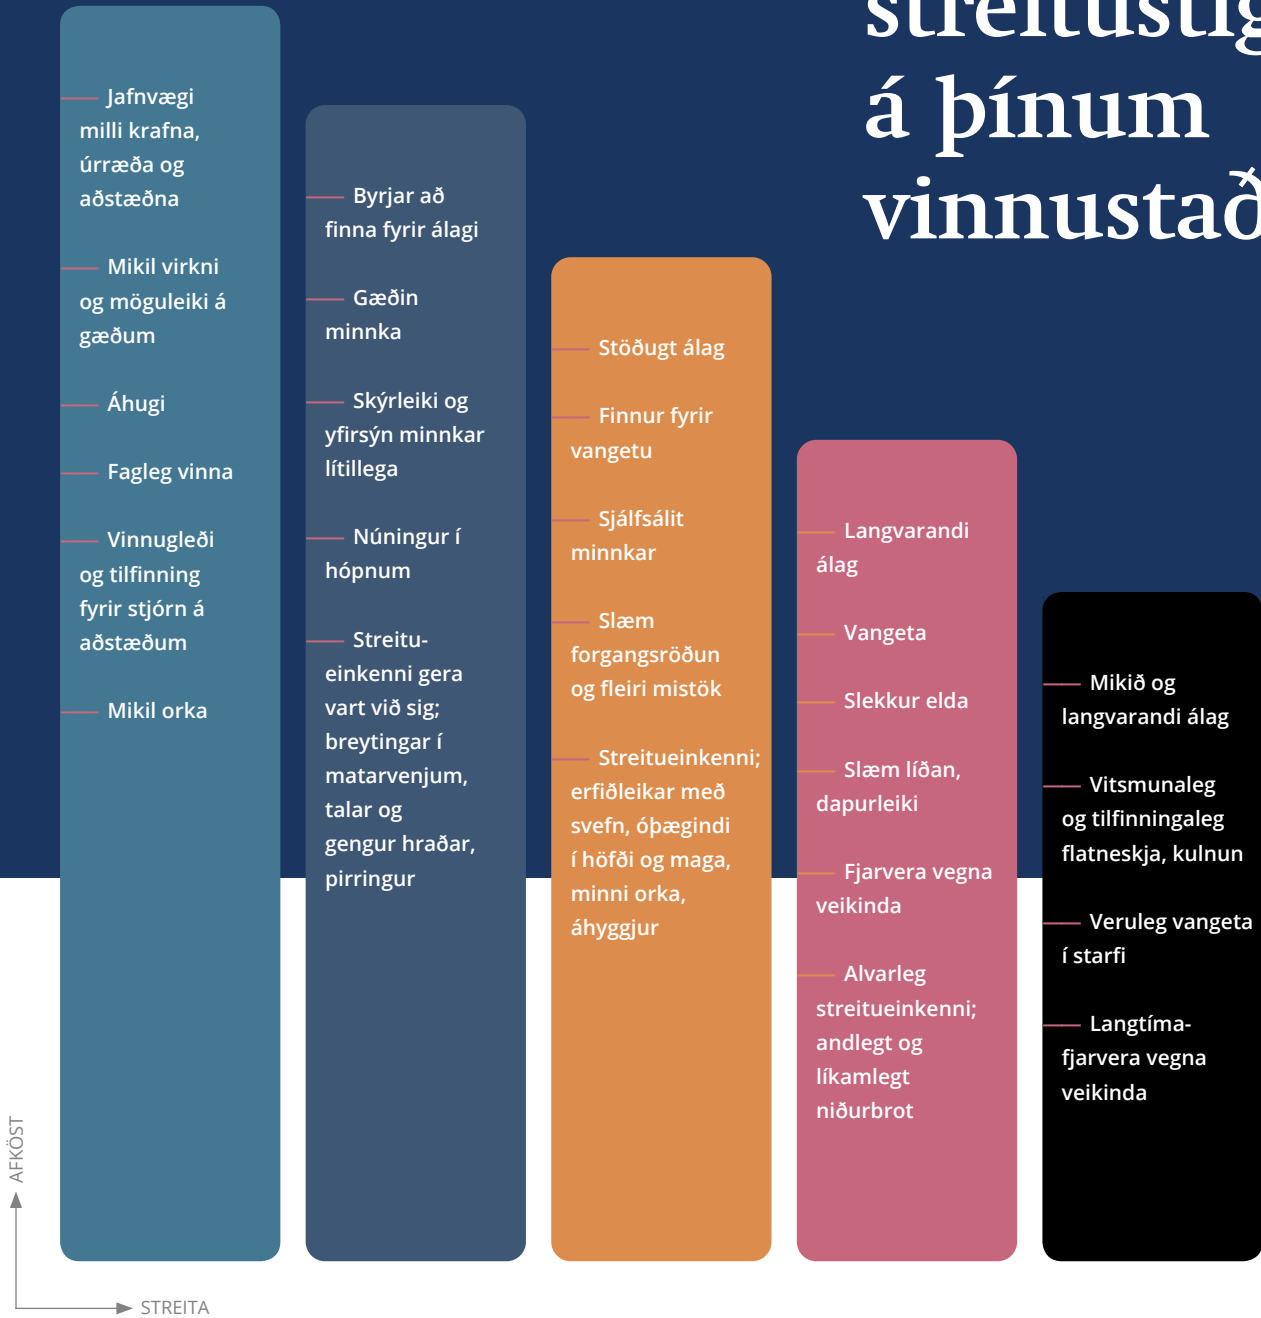 streitustig
á þínum
vinnustað
Jafnvægi
milli krafna,
úrræða og
aðstæðna
Mikil virkni
og möguleiki á
gæðum
Áhugi
Fagleg vinna
Vinnugleði
og tilfinning
fyrir stjórn á
aðstæðum
Mikil orka
Byrjar að
finna fyrir álagi
Gæðin
minnka
Skýrleiki og
yfirsýn minnkar
lítillega
Núningur í
hópnum
Streitu-
einkenni gera
vart við sig;
breytingar í
matarvenjum,
talar og
gengur hraðar,
pirringur
Stöðugt álag
Finnur fyrir
vangetu
Sjálfsálit
minnkar
Slæm
forgangsröðun
og fleiri mistök
Streitueinkenni;
erfiðleikar með
svefn, óþægindi
í höfði og maga,
minni orka,
áhyggjur
Langvarandi
álag
Vangeta
Slekkur elda
Slæm líðan,
dapurleiki
Fjarvera vegna
veikinda
Alvarleg
streitueinkenni;
andlegt og
líkamlegt
niðurbrot
Mikið og
langvarandi álag
Vitsmunaleg
og tilfinningaleg
flatneskja, kulnun
Veruleg vangeta
í starfi
Langtíma-
fjarvera vegna
veikinda
AFKÖST
STREITA